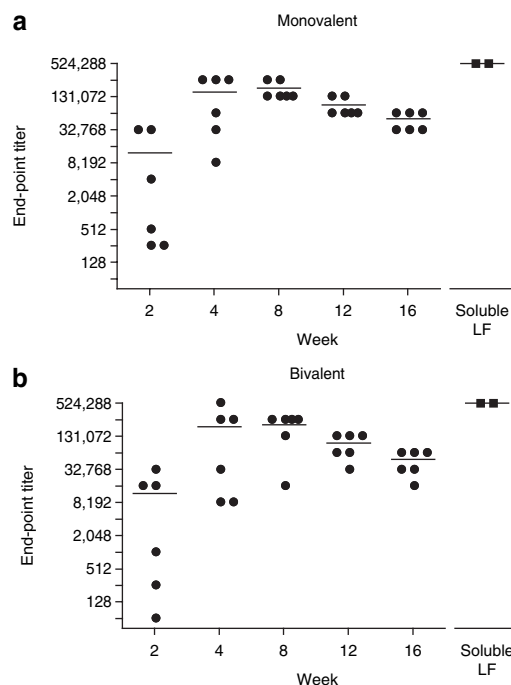 a
Monovalent
524,288
131,072
32,768
8,192
2,048
512
128
End-point titer
2 4 8 12 16
Week
Soluble
LF
b
Bivalent
524,288
131,072
32,768
8,192
2,048
512
128
End-point titer
2 4 8 12 16
Week
Soluble
LF